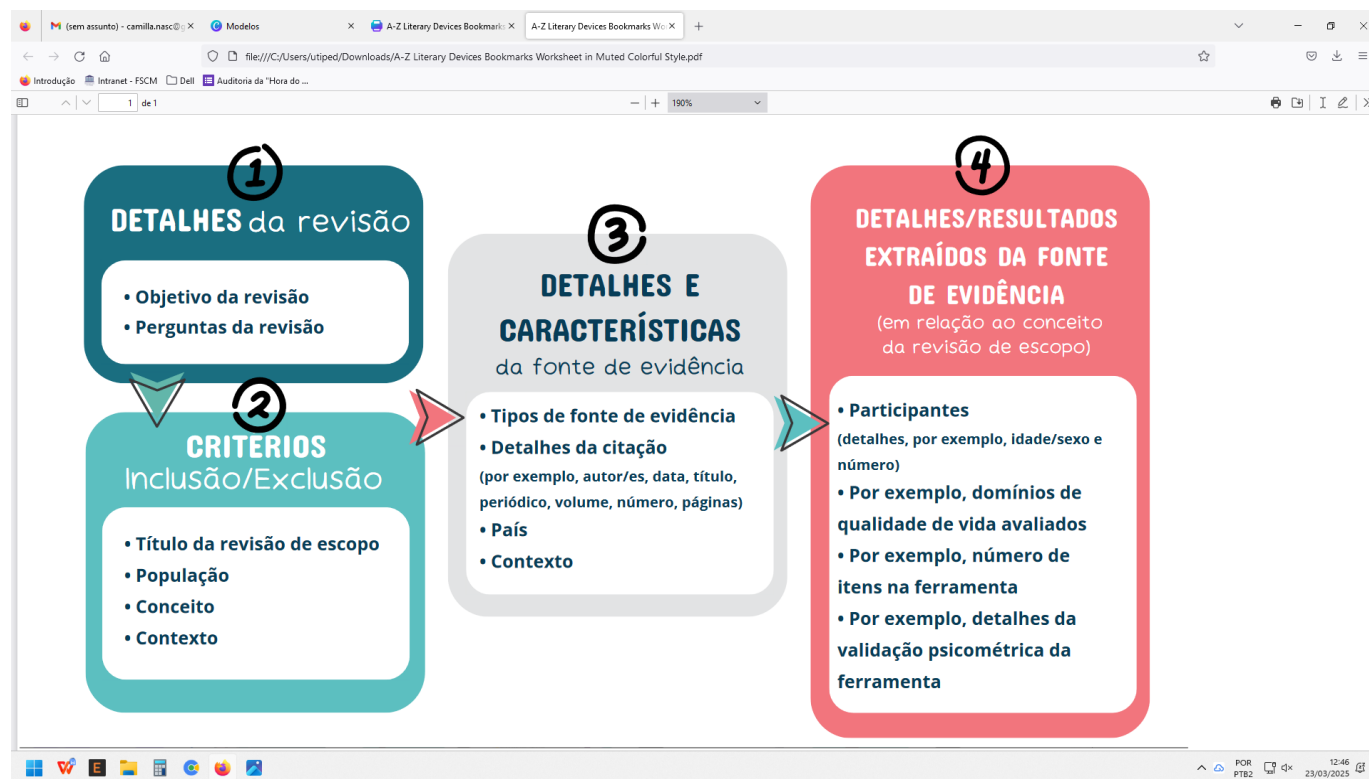 (sem assunto) - camilla.nasc@g
Modelos
A-Z Literary Devices Bookmarks
A-Z Literary Devices Bookmarks Wo
file:///C:/Users/utiped/Downloads/A-Z Literary Devices Bookmarks Worksheet in Muted Colorful Style.pdf
Introdução
Intranet - FSCM
Dell
Auditoria da "Hora do ...
1 de 1
190%
1
DETALHES da revisão
• Objetivo da revisão
• Perguntas da revisão
2
CRITÉRIOS
Inclusão/Exclusão
• Título da revisão de escopo
• População
• Conceito
• Contexto
3
DETALHES E
CARACTERÍSTICAS
da fonte de evidência
• Tipos de fonte de evidência
• Detalhes da citação
(por exemplo, autor/es, data, título,
periódico, volume, número, páginas)
• País
• Contexto
4
DETALHES/RESULTADOS
EXTRAÍDOS DA FONTE
DE EVIDÊNCIA
(em relação ao conceito
da revisão de escopo)
• Participantes
(detalhes, por exemplo, idade/sexo e
número)
• Por exemplo, domínios de
qualidade de vida avaliados
• Por exemplo, número de
itens na ferramenta
• Por exemplo, detalhes da
validação psicométrica da
ferramenta
POR
PTB2
12:46
23/03/2025